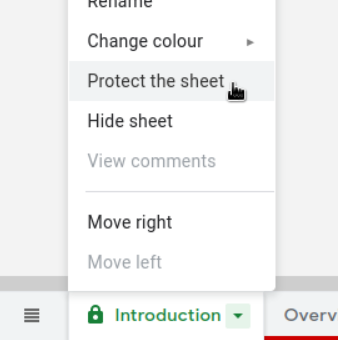 Rename
Change colour
Protect the sheet
Hide sheet
View comments
Move right
Move left
Introduction
Overv